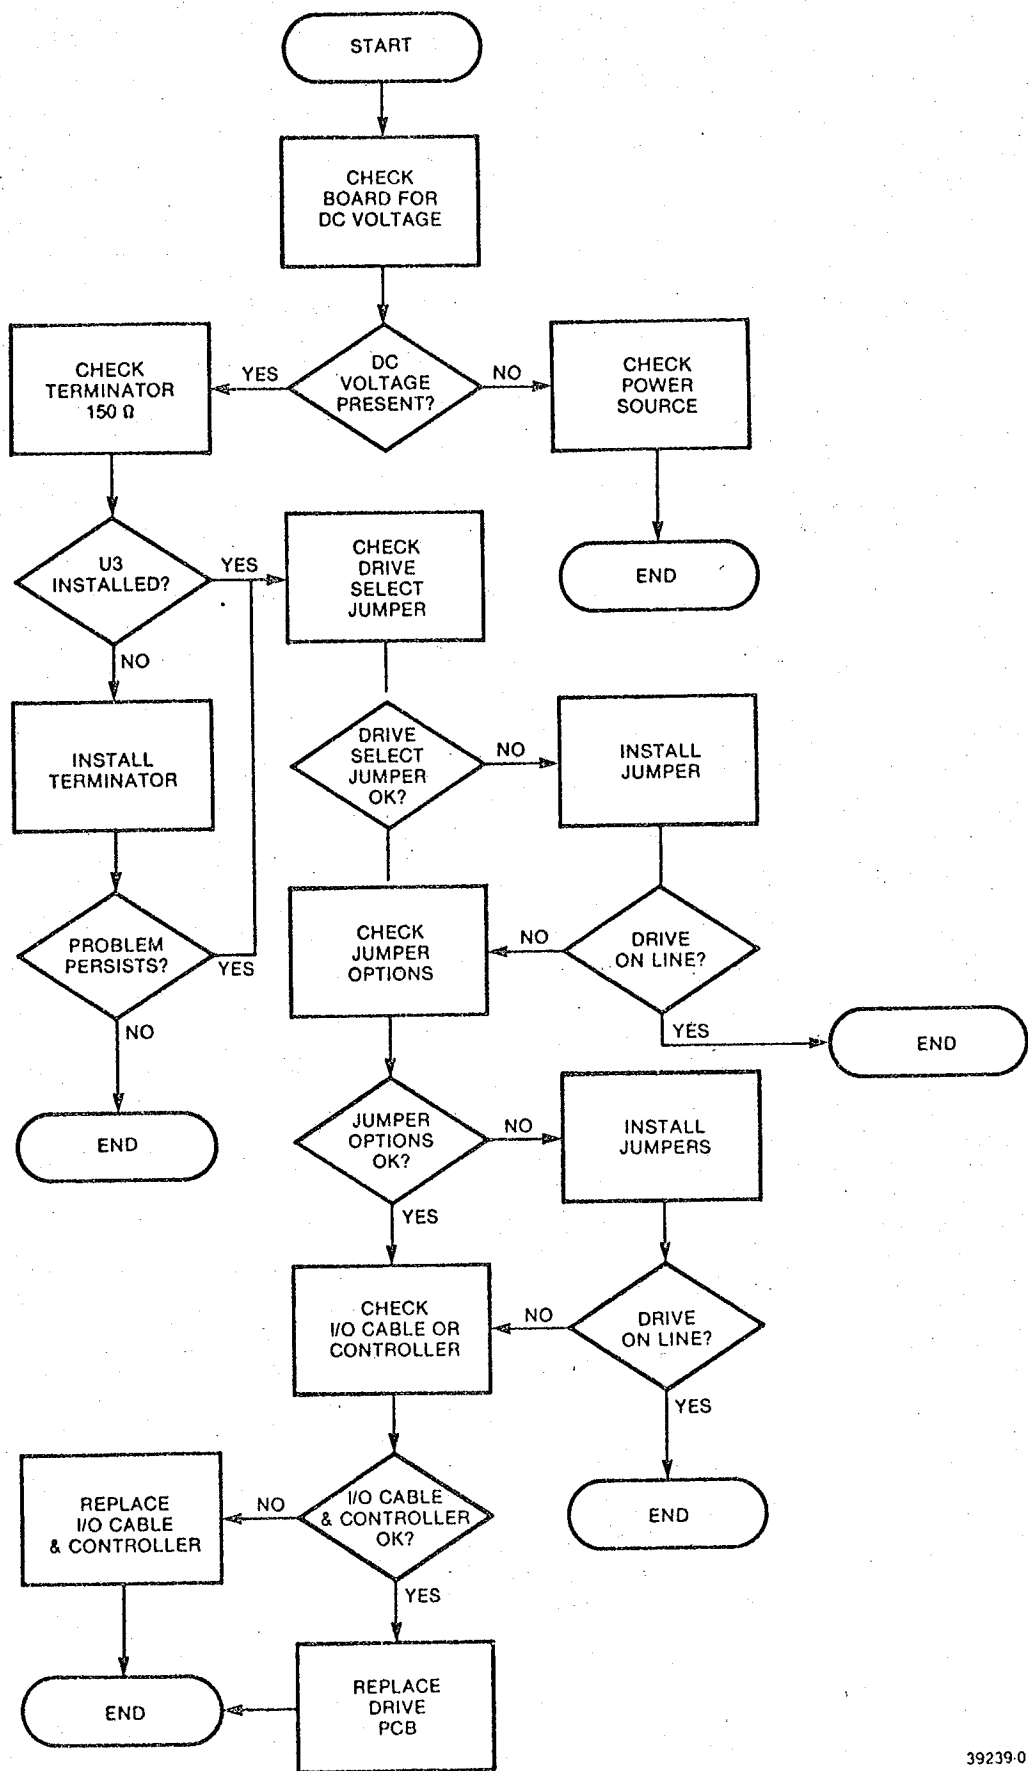 START
CHECK
BOARD FOR
DC VOLTAGE
DC
VOLTAGE
PRESENT?
YES
NO
CHECK
TERMINATOR
150 Ω
CHECK
POWER
SOURCE
END
U3
INSTALLED?
YES
NO
CHECK
DRIVE
SELECT
JUMPER
INSTALL
TERMINATOR
DRIVE
SELECT
JUMPER
OK?
NO
INSTALL
JUMPER
PROBLEM
PERSISTS?
YES
NO
END
CHECK
JUMPER
OPTIONS
NO
DRIVE
ON LINE?
YES
END
JUMPER
OPTIONS
OK?
NO
YES
INSTALL
JUMPERS
CHECK
I/O CABLE OR
CONTROLLER
NO
DRIVE
ON LINE?
YES
END
I/O CABLE
& CONTROLLER
OK?
NO
YES
REPLACE
I/O CABLE
& CONTROLLER
END
REPLACE
DRIVE
PCB
39239-0